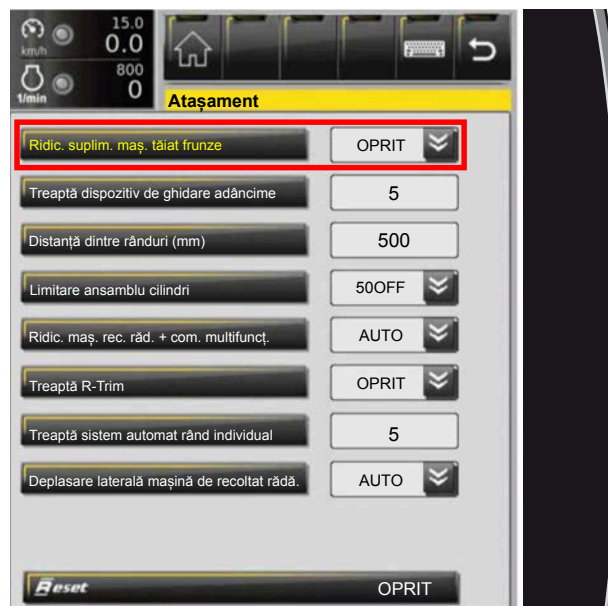 15.0
km/h 0.0
800
1/min 0
Atașament
Ridic. suplim. maș. tăiat frunze OPRIT
Treaptă dispozitiv de ghidare adâncime 5
Distanță dintre rânduri (mm) 500
Limitare ansamblu cilindri 50OFF
Ridic. maș. rec. răd. + com. multifuncț. AUTO
Treaptă R-Trim OPRIT
Treaptă sistem automat rând individual 5
Deplasare laterală mașină de recoltat rădă. AUTO
Reset OPRIT